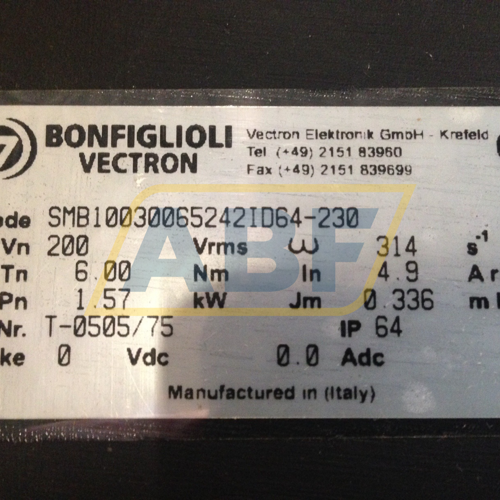 BONFIGLIOLI
VECTRON
Vectron Elektronik GmbH - Krefeld
Tel (+49) 2151 83960
Fax (+49) 2151 839699
ode SMB10030065242ID64-230
Vn 200 Vrms ω 314 s-1
Tn 6.00 Nm In 4.9 Ar
Pn 1.57 kW Jm 0.336 m
Nr. T-0505/75 IP 64
ke 0 Vdc 0.0 Adc
Manufactured in (Italy)
ABF